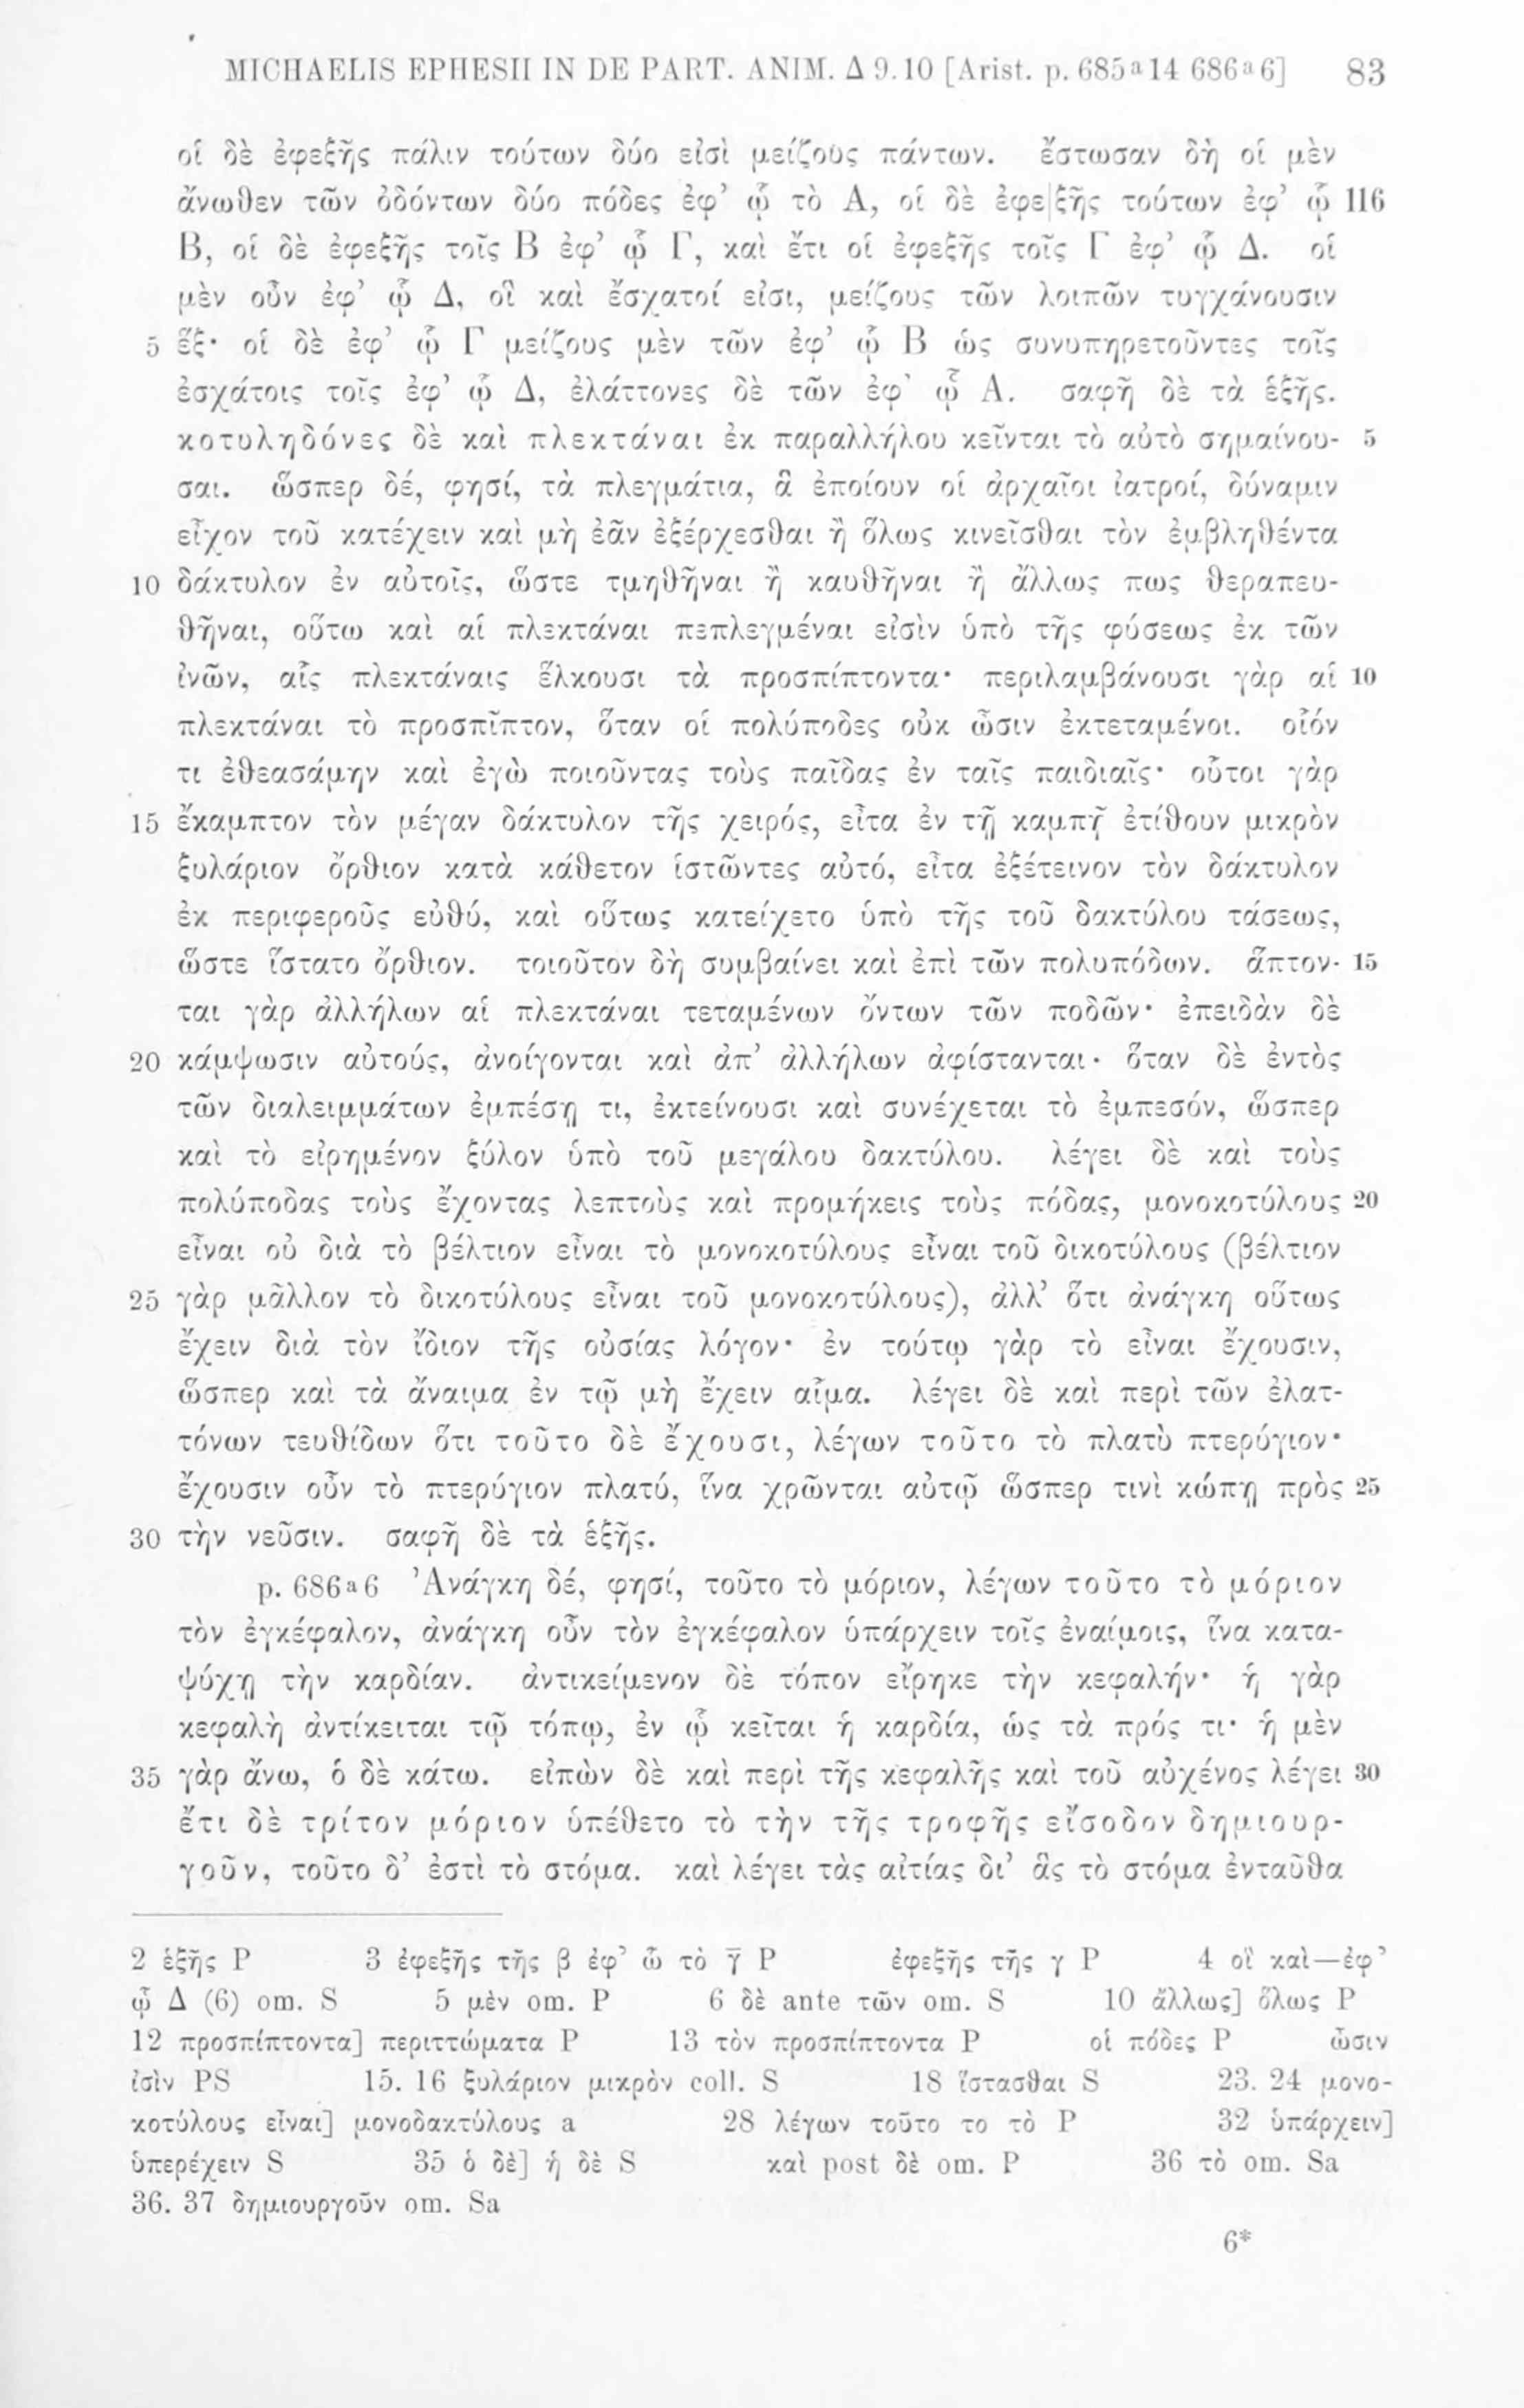 MICHAELIS EPHESII IN DE PART. ANIM. Δ 9.10 [Arist. p. 685a14 686a6] 83
οἱ δὲ ἐφεξῆς πάλιν τούτων δύο εἰσὶ μείζους πάντων. ἔστωσαν δὴ οἱ μὲν
ἄνωθεν τῶν ὀδόντων δύο πόδες ἐφ’ ᾧ τὸ Α, οἱ δὲ ἐφε|ξῆς τούτων ἐφ’ ᾧ 116
Β, οἱ δὲ ἐφεξῆς τοῖς Β ἐφ’ ᾧ Γ, καὶ ἔτι οἱ ἐφεξῆς τοῖς Γ ἐφ’ ᾧ Δ. οἱ
μὲν οὖν ἐφ’ ᾧ Δ, οἳ καὶ ἔσχατοί εἰσι, μείζους τῶν λοιπῶν τυγχάνουσιν
5 ἕξ· οἱ δὲ ἐφ’ ᾧ Γ μείζους μὲν τῶν ἐφ’ ᾧ Β ὡς συνυπηρετοῦντες τοῖς
ἐσχάτοις τοῖς ἐφ’ ᾧ Δ, ἐλάττονες δὲ τῶν ἐφ’ ᾧ Α. σαφῆ δὲ τὰ ἑξῆς.
κοτυληδόνες δὲ καὶ πλεκτάναι ἐκ παραλλήλου κεῖνται τὸ αὐτὸ σημαίνου- 5
σαι. ὥσπερ δέ, φησί, τὰ πλεγμάτια, ἃ ἐποίουν οἱ ἀρχαῖοι ἰατροί, δύναμιν
εἶχον τοῦ κατέχειν καὶ μὴ ἐᾶν ἐξέρχεσθαι ἢ ὅλως κινεῖσθαι τὸν ἐμβληθέντα
10 δάκτυλον ἐν αὐτοῖς, ὥστε τμηθῆναι ἢ καυθῆναι ἢ ἄλλως πως θεραπευ-
θῆναι, οὕτω καὶ αἱ πλεκτάναι πεπλεγμέναι εἰσὶν ὑπὸ τῆς φύσεως ἐκ τῶν
ἰνῶν, αἷς πλεκτάναις ἕλκουσι τὰ προσπίπτοντα· περιλαμβάνουσι γὰρ αἱ 10
πλεκτάναι τὸ προσπῖπτον, ὅταν οἱ πολύποδες οὐκ ὦσιν ἐκτεταμένοι. οἷόν
τι ἐθεασάμην καὶ ἐγὼ ποιοῦντας τοὺς παῖδας ἐν ταῖς παιδιαῖς· οὗτοι γὰρ
15 ἔκαμπτον τὸν μέγαν δάκτυλον τῆς χειρός, εἶτα ἐν τῇ καμπῇ ἐτίθουν μικρὸν
ξυλάριον ὄρθιον κατὰ κάθετον ἱστῶντες αὐτό, εἶτα ἐξέτεινον τὸν δάκτυλον
ἐκ περιφεροῦς εὐθύ, καὶ οὕτως κατείχετο ὑπὸ τῆς τοῦ δακτύλου τάσεως,
ὥστε ἵστατο ὄρθιον. τοιοῦτον δὴ συμβαίνει καὶ ἐπὶ τῶν πολυπόδων. ἅπτον- 15
ται γὰρ ἀλλήλων αἱ πλεκτάναι τεταμένων ὄντων τῶν ποδῶν· ἐπειδὰν δὲ
20 κάμψωσιν αὐτούς, ἀνοίγονται καὶ ἀπ’ ἀλλήλων ἀφίστανται· ὅταν δὲ ἐντὸς
τῶν διαλειμμάτων ἐμπέσῃ τι, ἐκτείνουσι καὶ συνέχεται τὸ ἐμπεσόν, ὥσπερ
καὶ τὸ εἰρημένον ξύλον ὑπὸ τοῦ μεγάλου δακτύλου. λέγει δὲ καὶ τοὺς
πολύποδας τοὺς ἔχοντας λεπτοὺς καὶ προμήκεις τοὺς πόδας, μονοκοτύλους 20
εἶναι οὐ διὰ τὸ βέλτιον εἶναι τὸ μονοκοτύλους εἶναι τοῦ δικοτύλους (βέλτιον
25 γὰρ μᾶλλον τὸ δικοτύλους εἶναι τοῦ μονοκοτύλους), ἀλλ’ ὅτι ἀνάγκη οὕτως
ἔχειν διὰ τὸν ἴδιον τῆς οὐσίας λόγον· ἐν τούτῳ γὰρ τὸ εἶναι ἔχουσιν,
ὥσπερ καὶ τὰ ἄναιμα ἐν τῷ μὴ ἔχειν αἷμα. λέγει δὲ καὶ περὶ τῶν ἐλατ-
τόνων τευθίδων ὅτι τοῦτο δὲ ἔχουσι, λέγων τοῦτο τὸ πλατὺ πτερύγιον·
ἔχουσιν οὖν τὸ πτερύγιον πλατύ, ἵνα χρῶνται αὐτῷ ὥσπερ τινὶ κώπῃ πρὸς 25
30 τὴν νεῦσιν. σαφῆ δὲ τὰ ἑξῆς.
p. 686a6 Ἀνάγκη δέ, φησί, τοῦτο τὸ μόριον, λέγων τοῦτο τὸ μόριον
τὸν ἐγκέφαλον, ἀνάγκη οὖν τὸν ἐγκέφαλον ὑπάρχειν τοῖς ἐναίμοις, ἵνα κατα-
ψύχῃ τὴν καρδίαν. ἀντικείμενον δὲ τόπον εἴρηκε τὴν κεφαλήν· ἡ γὰρ
κεφαλὴ ἀντίκειται τῷ τόπῳ, ἐν ᾧ κεῖται ἡ καρδία, ὡς τὰ πρός τι· ἡ μὲν
35 γὰρ ἄνω, ὁ δὲ κάτω. εἰπὼν δὲ καὶ περὶ τῆς κεφαλῆς καὶ τοῦ αὐχένος λέγει 30
ἔτι δὲ τρίτον μόριον ὑπέθετο τὸ τὴν τῆς τροφῆς εἴσοδον δημιουρ-
γοῦν, τοῦτο δ’ ἐστὶ τὸ στόμα. καὶ λέγει τὰς αἰτίας δι’ ἃς τὸ στόμα ἐνταῦθα
2 ἑξῆς P 3 ἐφεξῆς τῆς β ἐφ’ ὧ τὸ γ̅ P ἐφεξῆς τῆς γ P 4 οἳ καὶ—ἐφ’
ᾧ Δ (6) om. S 5 μὲν om. P 6 δὲ ante τῶν om. S 10 ἄλλως] ὅλως P
12 προσπίπτοντα] περιττώματα P 13 τὸν προσπίπτοντα P οἱ πόδες P ὦσιν
ἰσὶν PS 15. 16 ξυλάριον μικρὸν coll. S 18 ἵστασθαι S 23. 24 μονο-
κοτύλους εἶναι] μονοδακτύλους a 28 λέγων τοῦτο το τὸ P 32 ὑπάρχειν]
ὑπερέχειν S 35 ὁ δὲ] ἡ δὲ S καὶ post δὲ om. P 36 τὸ om. Sa
36. 37 δημιουργοῦν om. Sa
6*